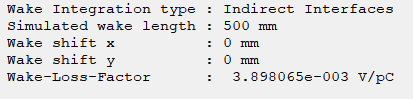 Wake Integration type : Indirect Interfaces
Simulated wake length : 500 mm
Wake shift x          : 0 mm
Wake shift y          : 0 mm
Wake-Loss-Factor      :  3.898065e-003 V/pC